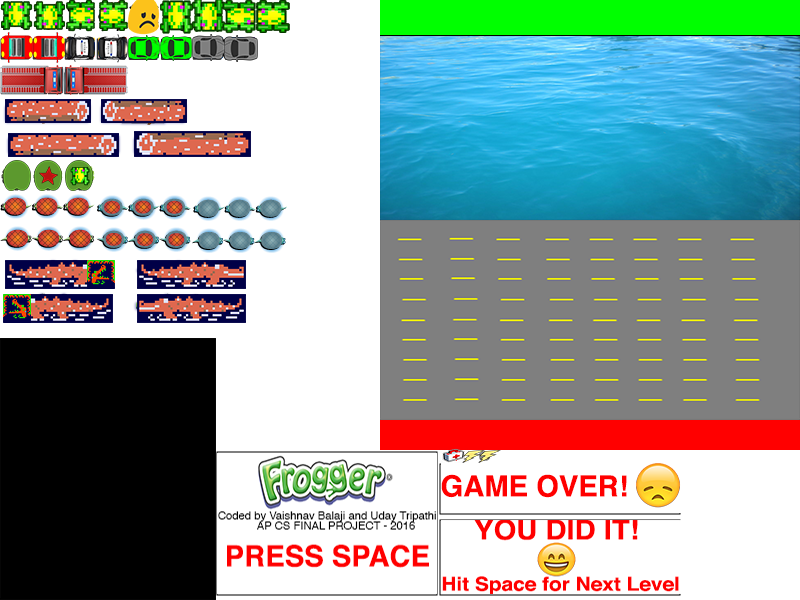 Frogger
Coded by Vaishnav Balaji and Uday Tripathi
AP CS FINAL PROJECT - 2016
PRESS SPACE
GAME OVER!
YOU DID IT!
Hit Space for Next Level